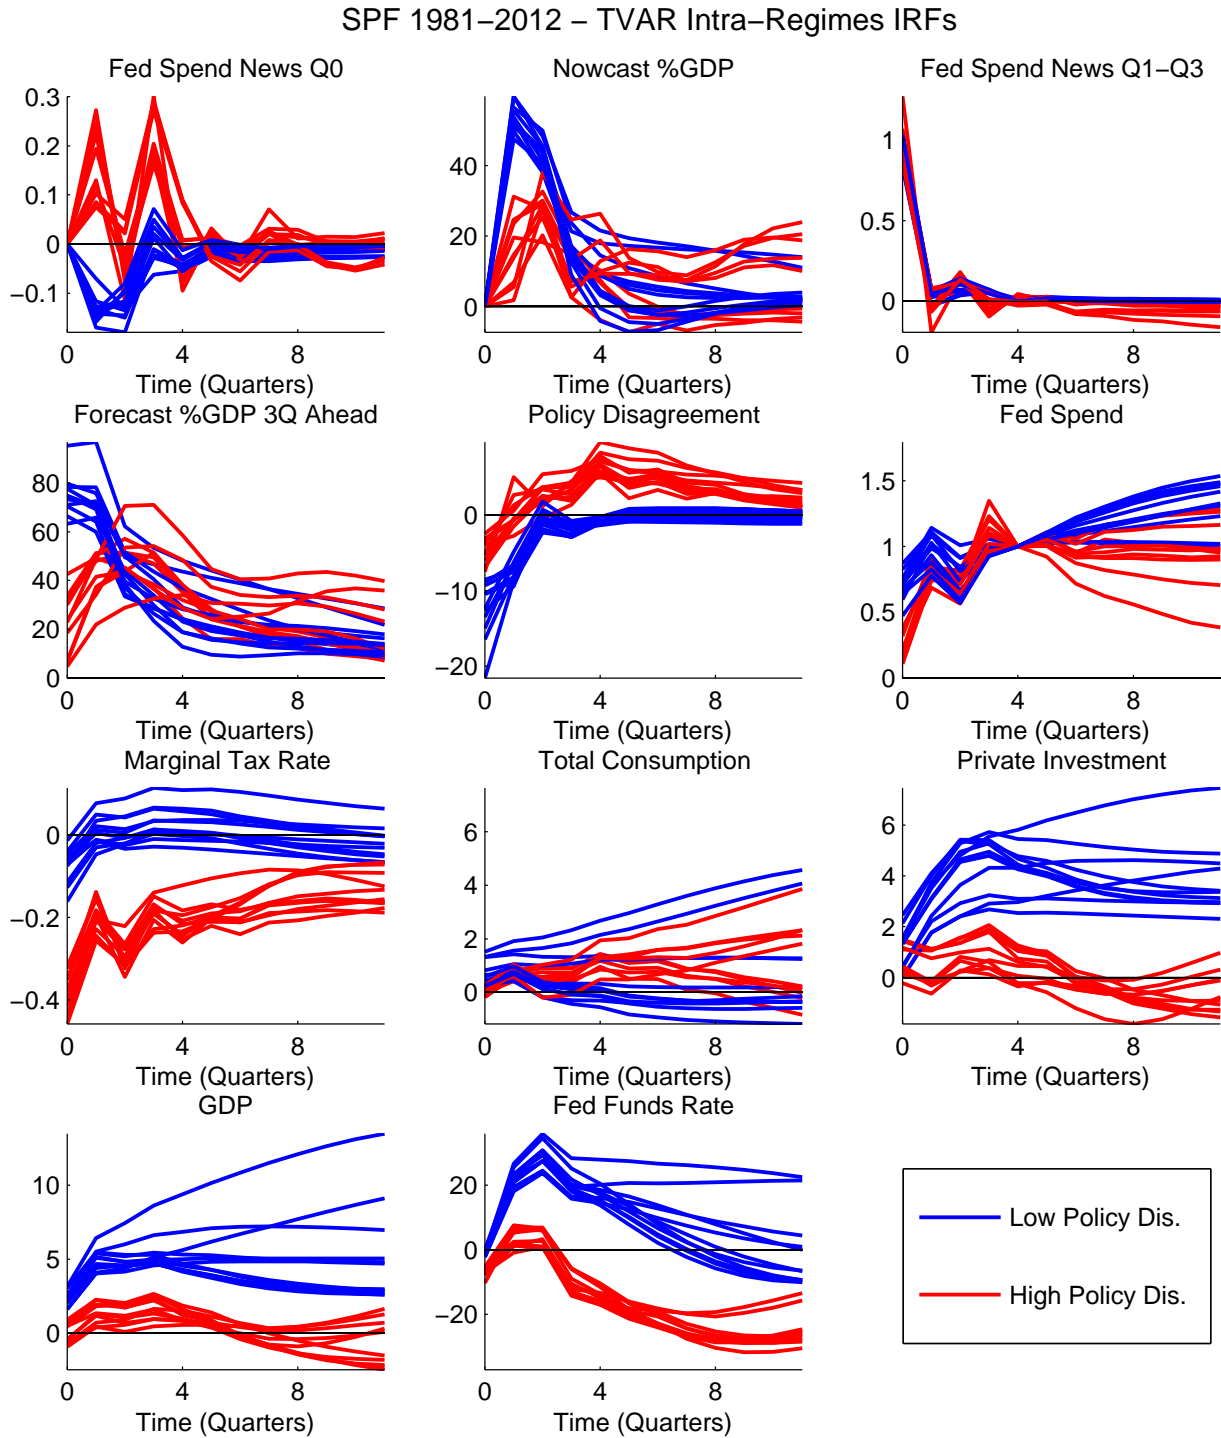 SPF 1981−2012 − TVAR Intra−Regimes IRFs
Fed Spend News Q0
0.3
0.2
0.1
0
−0.1
0 4 8
Time (Quarters)
Nowcast %GDP
40
20
0
0 4 8
Time (Quarters)
Fed Spend News Q1−Q3
1
0.5
0
0 4 8
Time (Quarters)
Forecast %GDP 3Q Ahead
80
60
40
20
0
0 4 8
Time (Quarters)
Policy Disagreement
0
−10
−20
0 4 8
Time (Quarters)
Fed Spend
1.5
1
0.5
0
0 4 8
Time (Quarters)
Marginal Tax Rate
0
−0.2
−0.4
0 4 8
Time (Quarters)
Total Consumption
6
4
2
0
0 4 8
Time (Quarters)
Private Investment
6
4
2
0
0 4 8
Time (Quarters)
GDP
10
5
0
0 4 8
Time (Quarters)
Fed Funds Rate
20
0
−20
0 4 8
Time (Quarters)
Low Policy Dis.
High Policy Dis.